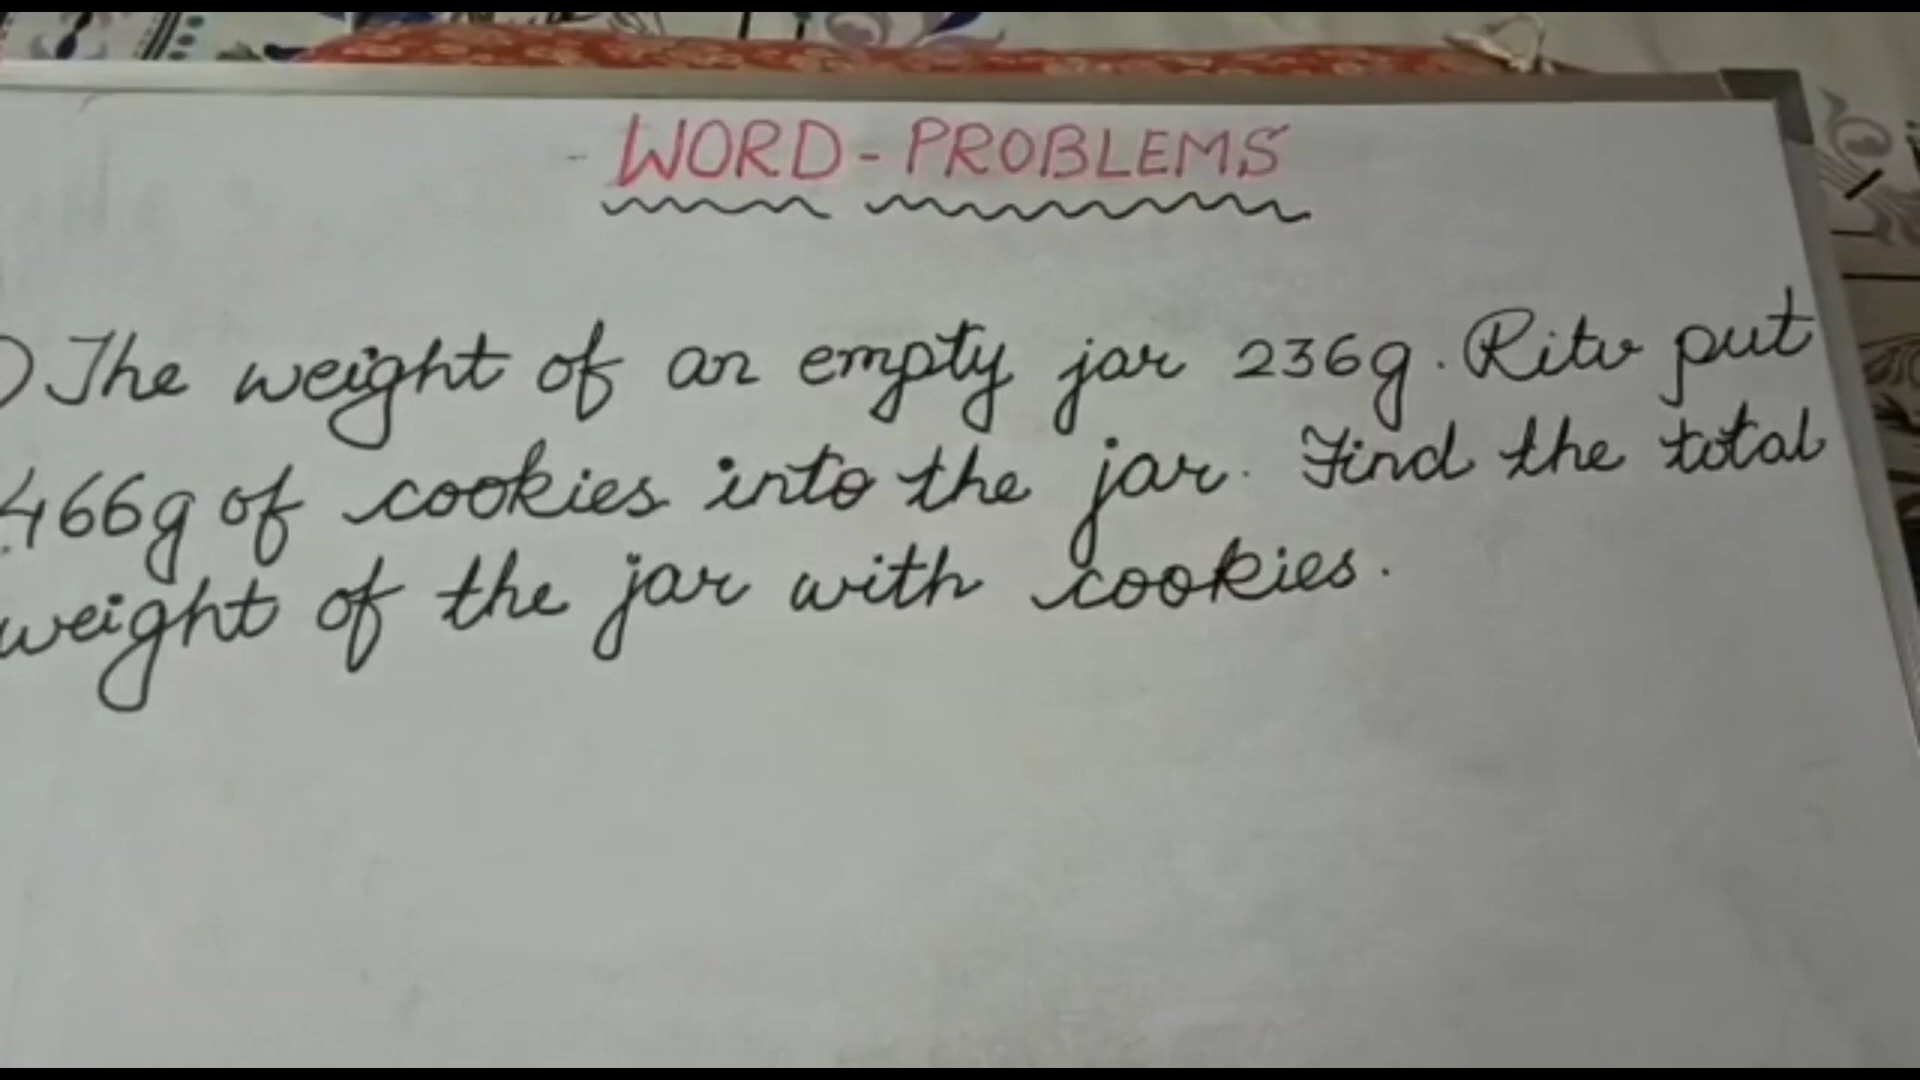 WORD-PROBLEMS
) The weight of an empty jar 236g. Ritu put
466g of cookies into the jar. Find the total
weight of the jar with cookies.